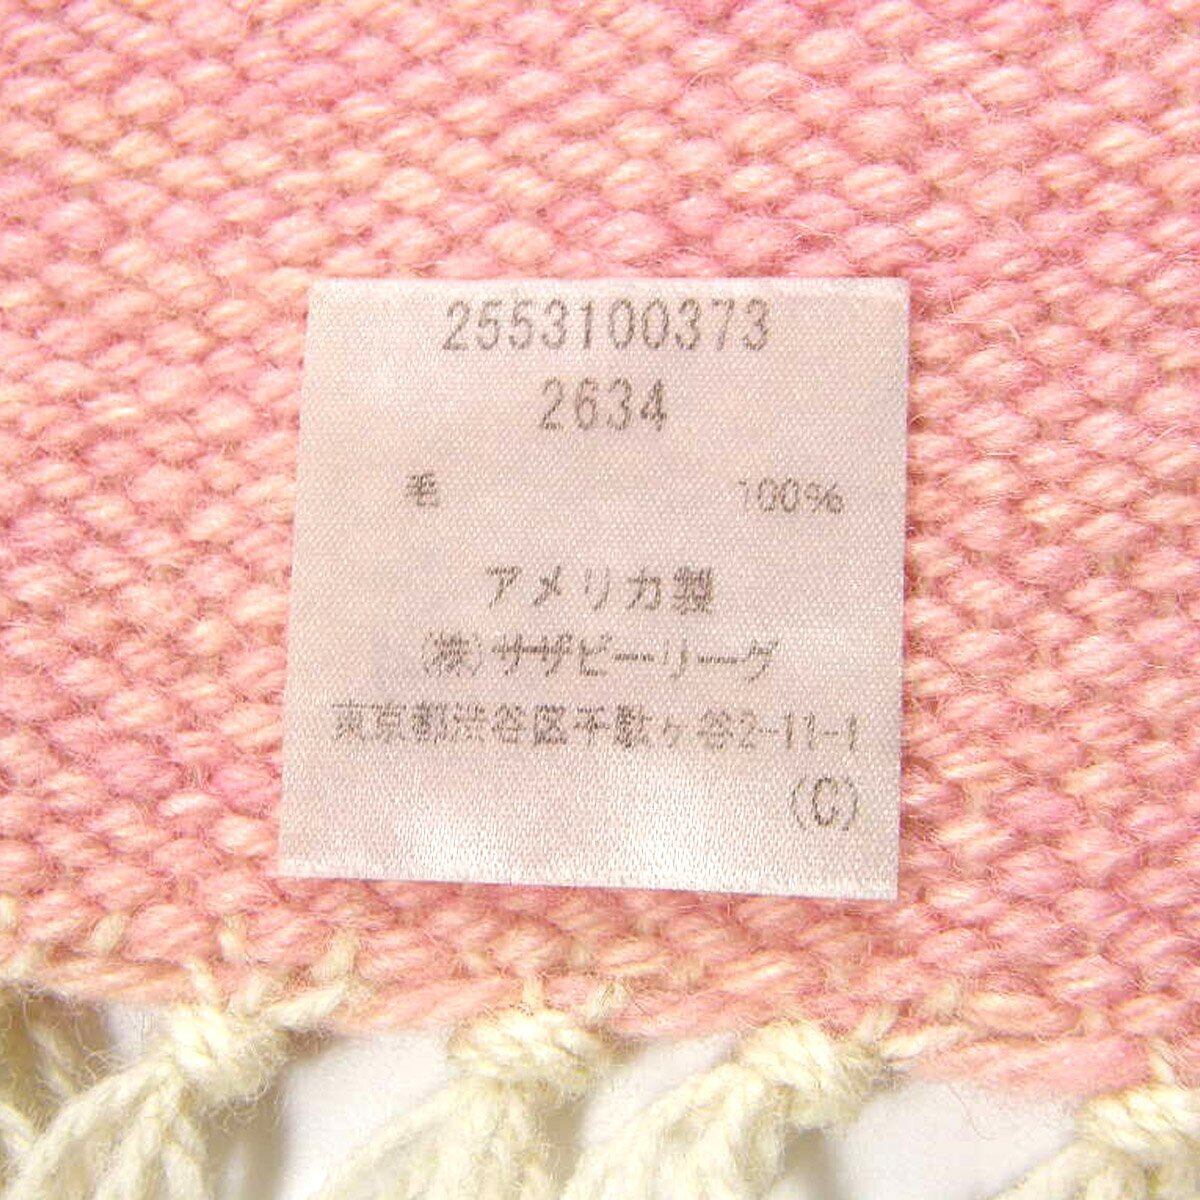 2553100373
2634
毛 100%
アメリカ製
(株)サザビーリーグ
東京都渋谷区千駄ヶ谷2-11-1
(C)